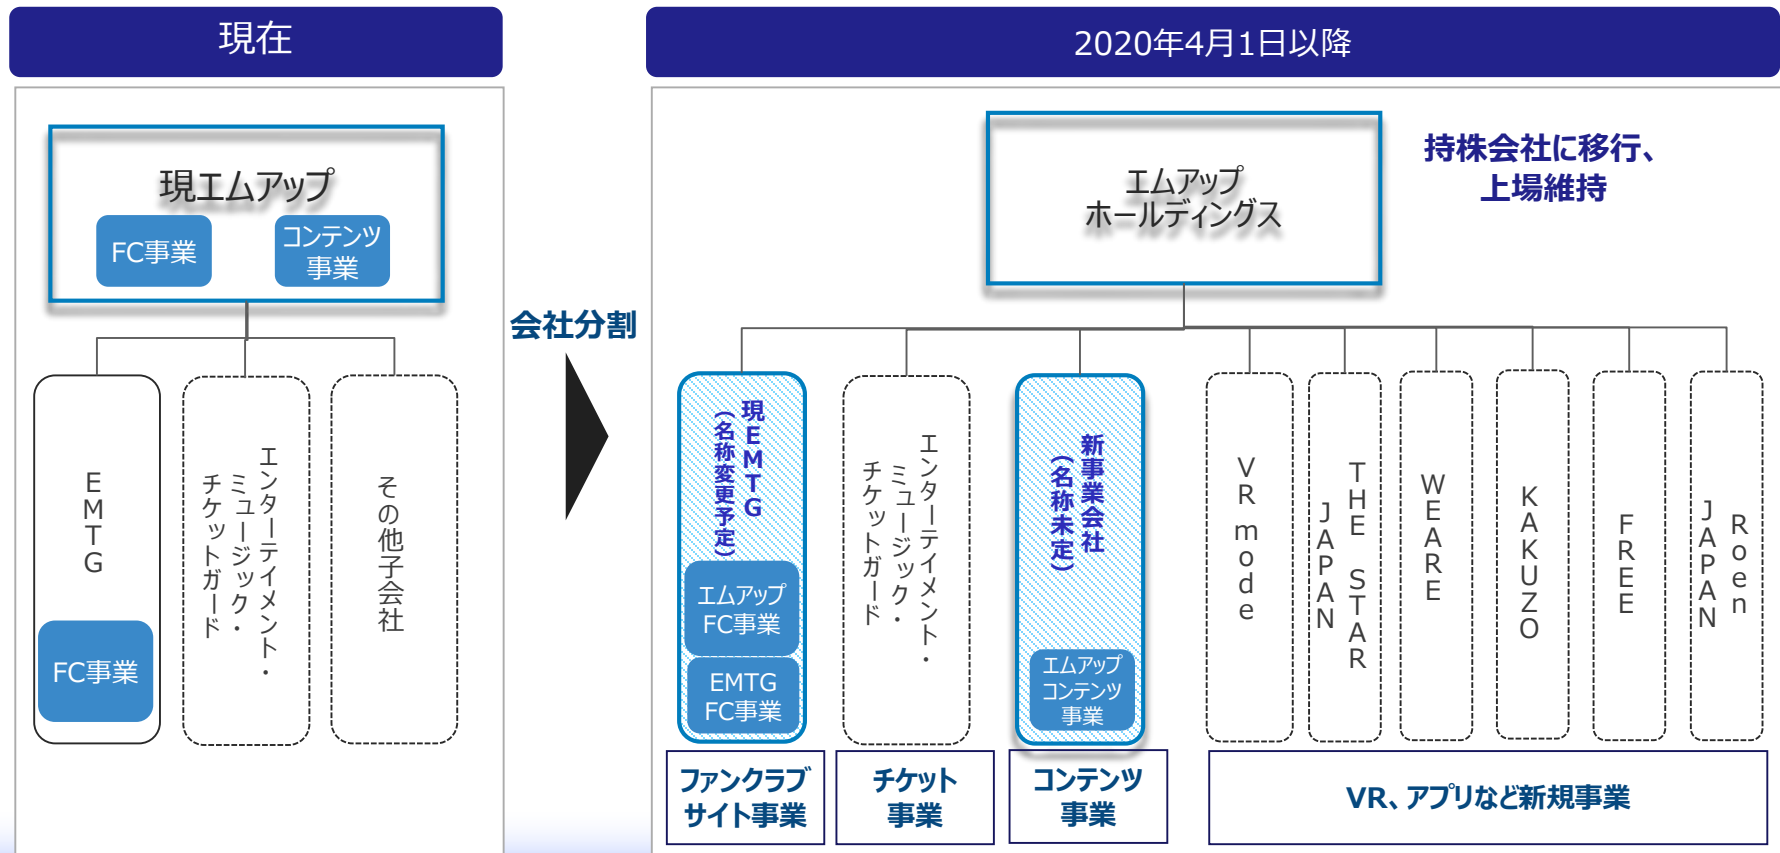 現在
現エムアップ
FC事業
コンテンツ
事業
EMTG
FC事業
エンターテイメント・
ミュージック・
チケットガード
その他子会社
会社分割
2020年4月1日以降
エムアップ
ホールディングス
持株会社に移行、
上場維持
現EMTG
（名称変更予定）
エムアップ
FC事業
EMTG
FC事業
エンターテイメント・
ミュージック・
チケットガード
新事業会社
（名称未定）
エムアップ
コンテンツ
事業
VR mode
THE STAR
JAPAN
WEARE
KAKUZO
FREE
Roen
JAPAN
ファンクラブ
サイト事業
チケット
事業
コンテンツ
事業
VR、アプリなど新規事業